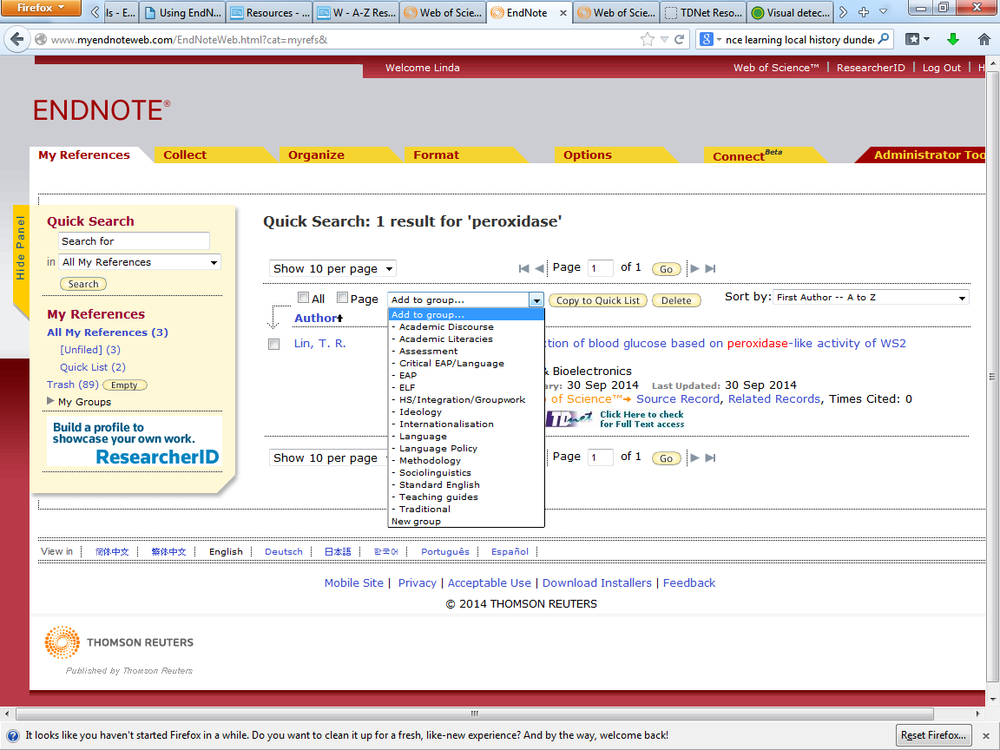 Firefox
ls - E...
Using EndN...
Resources - ...
W - A-Z Res...
Web of Scie...
EndNote
Web of Scie...
TDNet Reso...
Visual detec...
www.myendnoteweb.com/EndNoteWeb.html?cat=myrefs&
nce learning local history dunde
Welcome Linda
Web of Science™ | ResearcherID | Log Out | H
ENDNOTE®
My References
Collect
Organize
Format
Options
Connect Beta
Administrator Too
Hide Panel
Quick Search
Search for
in All My References
Search
My References
All My References (3)
[Unfiled] (3)
Quick List (2)
Trash (89) Empty
My Groups
Build a profile to
showcase your own work.
ResearcherID
Quick Search: 1 result for 'peroxidase'
Show 10 per page
Page 1 of 1 Go
All Page Add to group... Copy to Quick List Delete Sort by: First Author -- A to Z
Author
Add to group...
- Academic Discourse
- Academic Literacies
- Assessment
- Critical EAP/Language
- EAP
- ELF
- HS/Integration/Groupwork
- Ideology
- Internationalisation
- Language
- Language Policy
- Methodology
- Sociolinguistics
- Standard English
- Teaching guides
- Traditional
New group
Lin, T. R.
ction of blood glucose based on peroxidase-like activity of WS2
& Bioelectronics
ary: 30 Sep 2014 Last Updated: 30 Sep 2014
b of Science™ Source Record, Related Records, Times Cited: 0
Click Here to check
for Full Text access
Show 10 per page
Page 1 of 1 Go
View in 简体中文 繁体中文 English Deutsch 日本語 한국어 Português Español
Mobile Site | Privacy | Acceptable Use | Download Installers | Feedback
© 2014 THOMSON REUTERS
THOMSON REUTERS
Published by Thomson Reuters
It looks like you haven't started Firefox in a while. Do you want to clean it up for a fresh, like-new experience? And by the way, welcome back!
Reset Firefox...